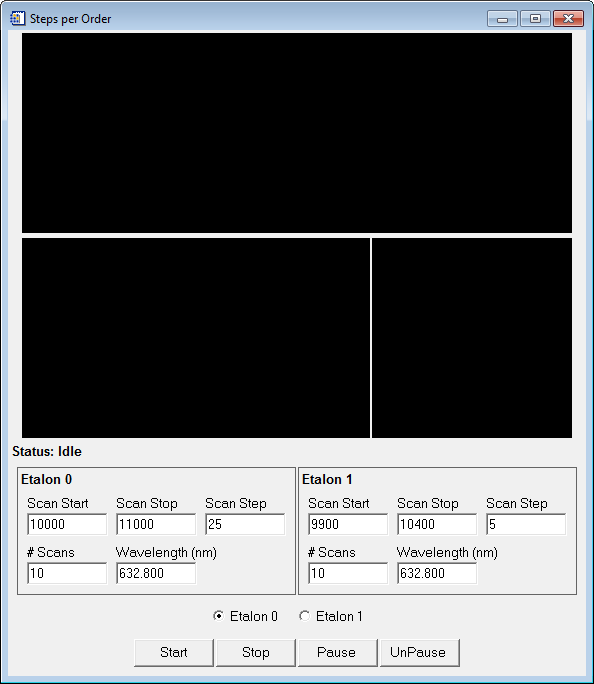 Steps per Order
Status: Idle
Etalon 0
Scan Start Scan Stop Scan Step
10000 11000 25
# Scans Wavelength (nm)
10 632.800
Etalon 1
Scan Start Scan Stop Scan Step
9900 10400 5
# Scans Wavelength (nm)
10 632.800
Etalon 0 Etalon 1
Start Stop Pause UnPause